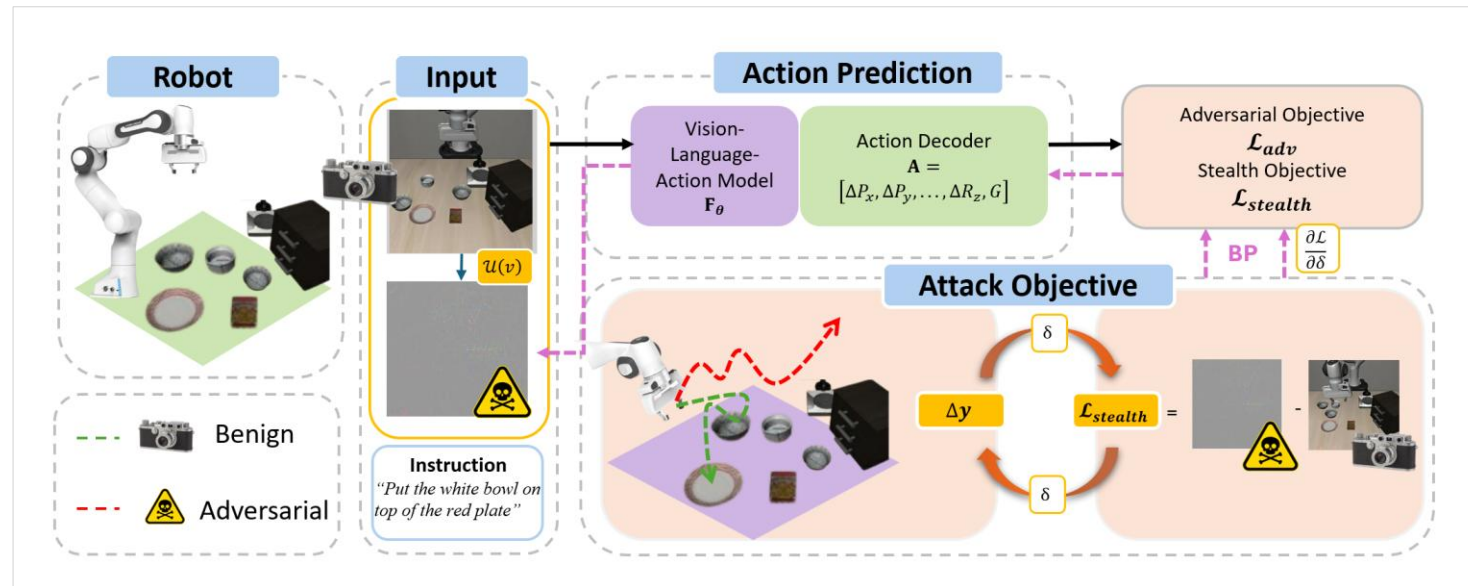 Robot
Input
Action Prediction
Vision-
Language-
Action Model
𝐅θ
Action Decoder
𝐀 =
[ΔPx, ΔPy, . . . , ΔRz, G]
Adversarial Objective
ℒadv
Stealth Objective
ℒstealth
𝒰(v)
BP
∂ℒ
∂δ
Attack Objective
δ
Δy
ℒstealth = -
δ
Benign
Adversarial
Instruction
“Put the white bowl on
top of the red plate”